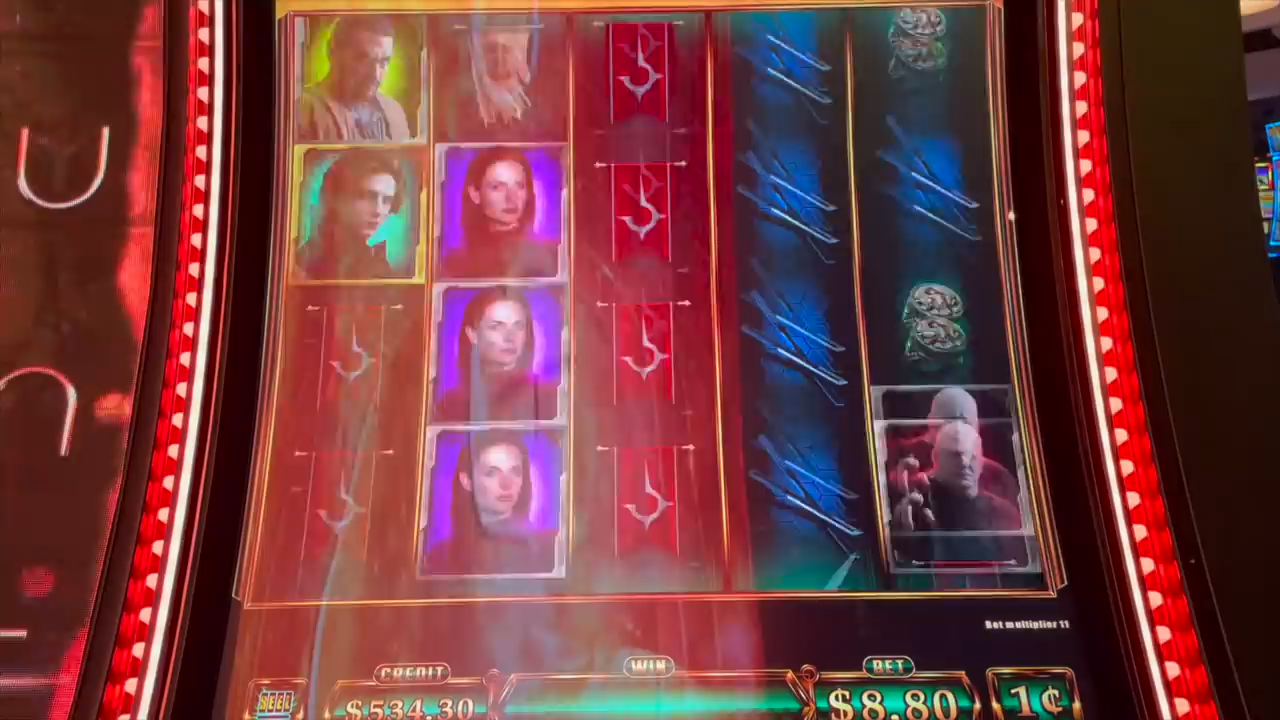 Bet multiplier 11
CREDIT
WIN
BET
$534.30
$8.80
1¢